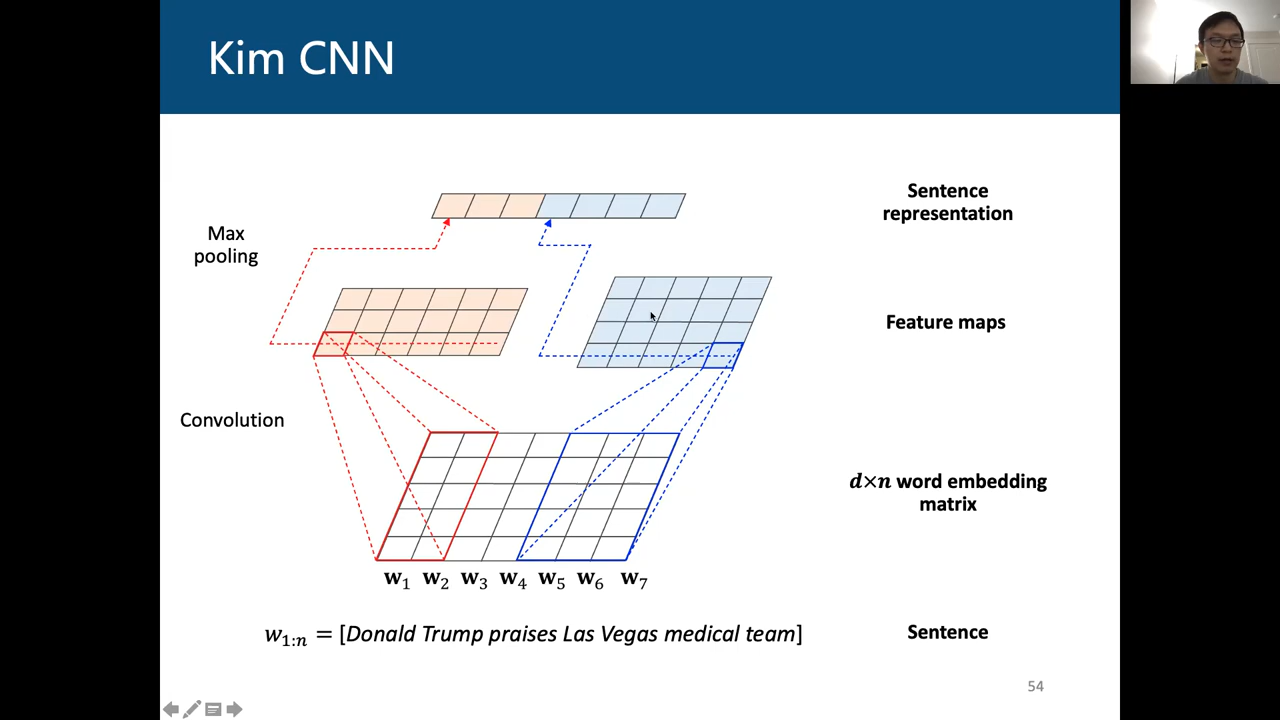 Kim CNN
Sentence
representation
Max
pooling
Feature maps
Convolution
d×n word embedding
matrix
w1 w2 w3 w4 w5 w6 w7
w1:n = [Donald Trump praises Las Vegas medical team]
Sentence
54